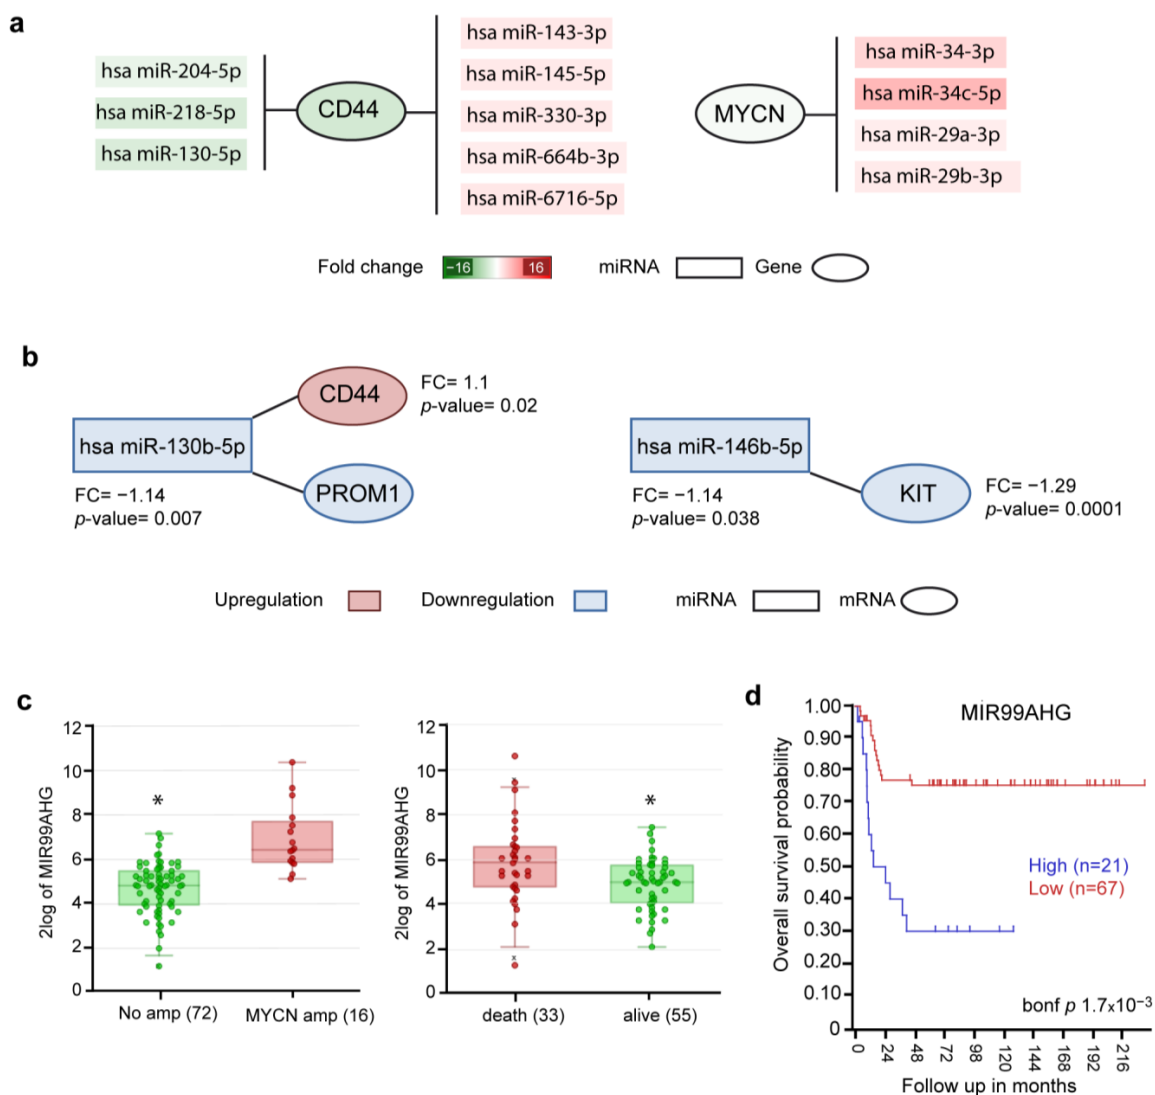 a
hsa miR-204-5p
hsa miR-218-5p
hsa miR-130-5p
CD44
hsa miR-143-3p
hsa miR-145-5p
hsa miR-330-3p
hsa miR-664b-3p
hsa miR-6716-5p
MYCN
hsa miR-34-3p
hsa miR-34c-5p
hsa miR-29a-3p
hsa miR-29b-3p
Fold change −16 16 miRNA Gene
b
hsa miR-130b-5p
FC= −1.14
p-value= 0.007
CD44
FC= 1.1
p-value= 0.02
PROM1
hsa miR-146b-5p
FC= −1.14
p-value= 0.038
KIT
FC= −1.29
p-value= 0.0001
Upregulation Downregulation miRNA mRNA
c
2log of MIR99AHG
12
10
8
6
4
2
0
*
No amp (72) MYCN amp (16)
2log of MIR99AHG
12
10
8
6
4
2
0
*
death (33) alive (55)
d
MIR99AHG
Overall survival probability
1.00
0.90
0.80
0.70
0.60
0.50
0.40
0.30
0.20
0.10
0
High (n=21)
Low (n=67)
bonf p 1.7x10−3
0 24 48 72 98 120 144 168 192 216
Follow up in months